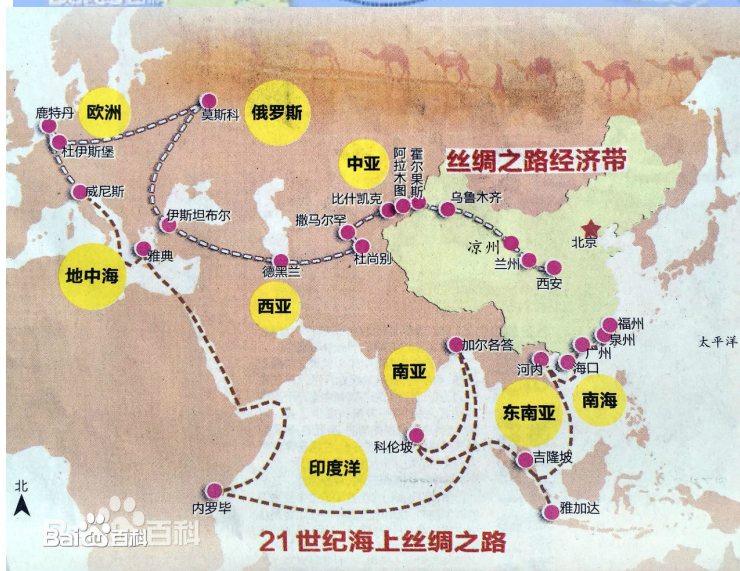 鹿特丹
欧洲
莫斯科
俄罗斯
杜伊斯堡
威尼斯
中亚
阿拉木图
霍尔果斯
丝绸之路经济带
比什凯克
乌鲁木齐
伊斯坦布尔
撒马尔罕
凉州
北京
雅典
杜尚别
兰州
地中海
德黑兰
西安
西亚
福州
泉州
太平洋
加尔各答
广州
河内
海口
南亚
东南亚
南海
科伦坡
吉隆坡
印度洋
北
内罗毕
雅加达
Bai百科
21世纪海上丝绸之路